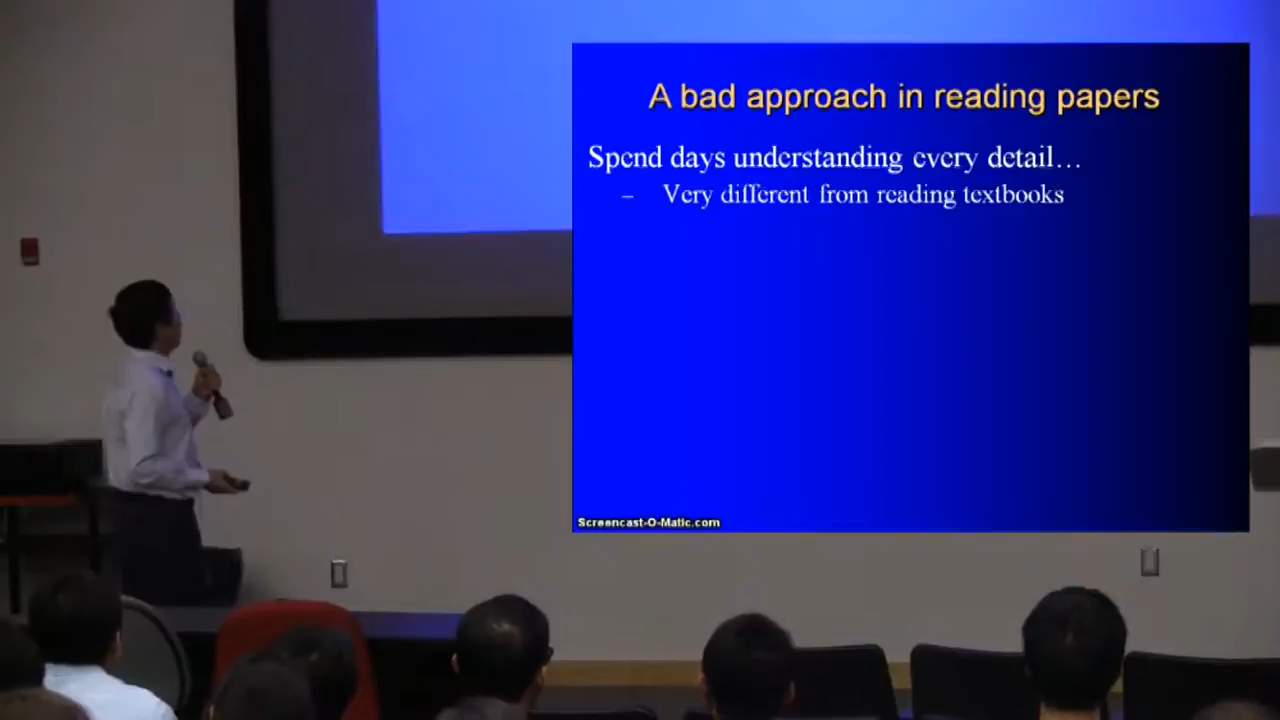 A bad approach in reading papers
Spend days understanding every detail...
– Very different from reading textbooks
Screencast-O-Matic.com